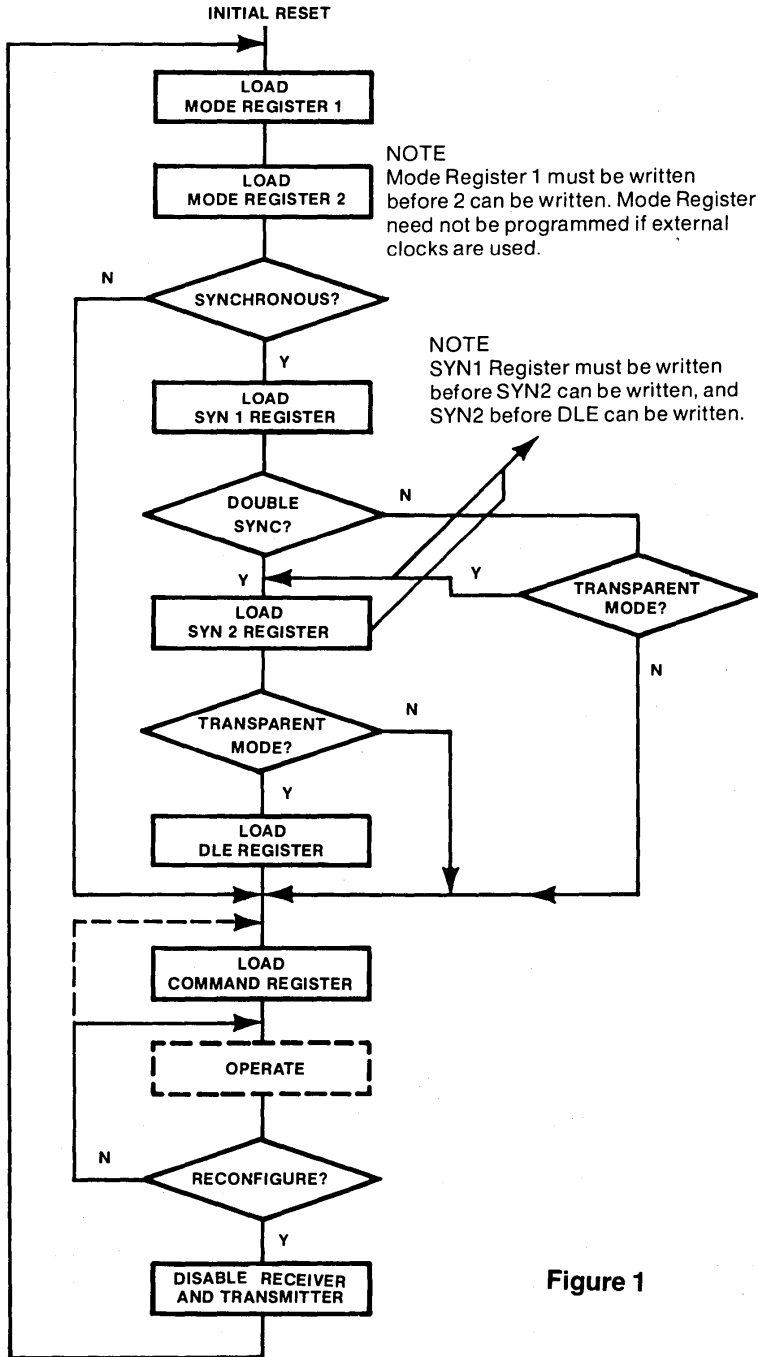 INITIAL RESET
LOAD
MODE REGISTER 1
LOAD
MODE REGISTER 2
NOTE
Mode Register 1 must be written
before 2 can be written. Mode Register
need not be programmed if external
clocks are used.
N
SYNCHRONOUS?
Y
NOTE
SYN1 Register must be written
before SYN2 can be written, and
SYN2 before DLE can be written.
LOAD
SYN 1 REGISTER
DOUBLE
SYNC?
N
Y
Y
TRANSPARENT
MODE?
LOAD
SYN 2 REGISTER
N
TRANSPARENT
MODE?
N
Y
LOAD
DLE REGISTER
LOAD
COMMAND REGISTER
OPERATE
N
RECONFIGURE?
Y
DISABLE RECEIVER
AND TRANSMITTER
Figure 1